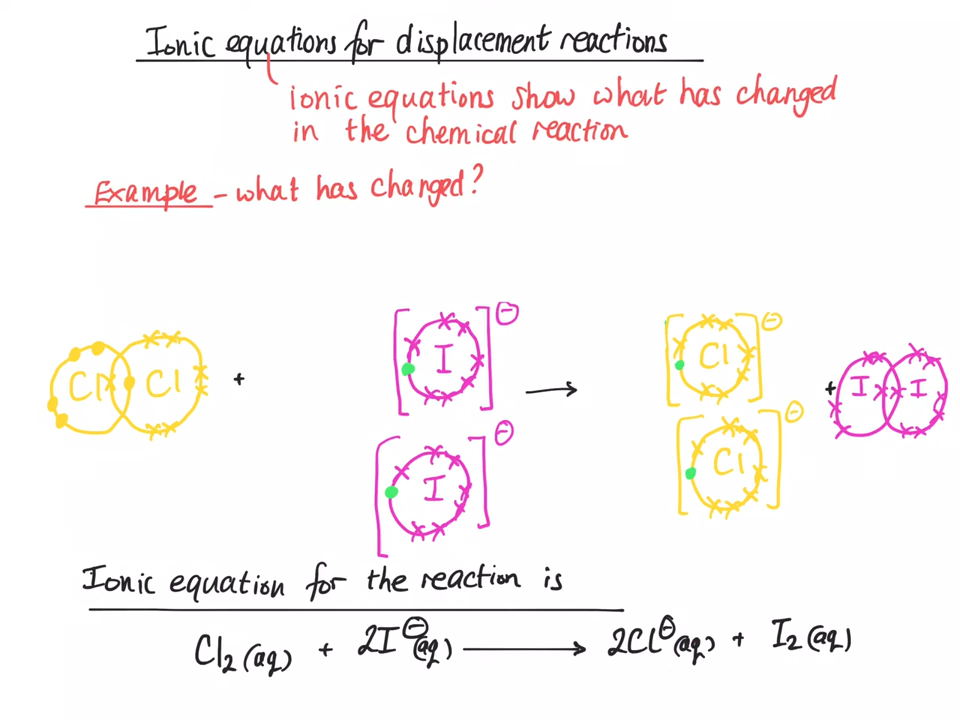 Ionic equations for displacement reactions
ionic equations show what has changed
in the chemical reaction
Example - what has changed?
Cl Cl + [I]⊖ → [Cl]⊖ + I I
[I]⊖ [Cl]⊖
Ionic equation for the reaction is
Cl₂ (aq) + 2I⊖(aq) → 2Cl⊖(aq) + I₂ (aq)